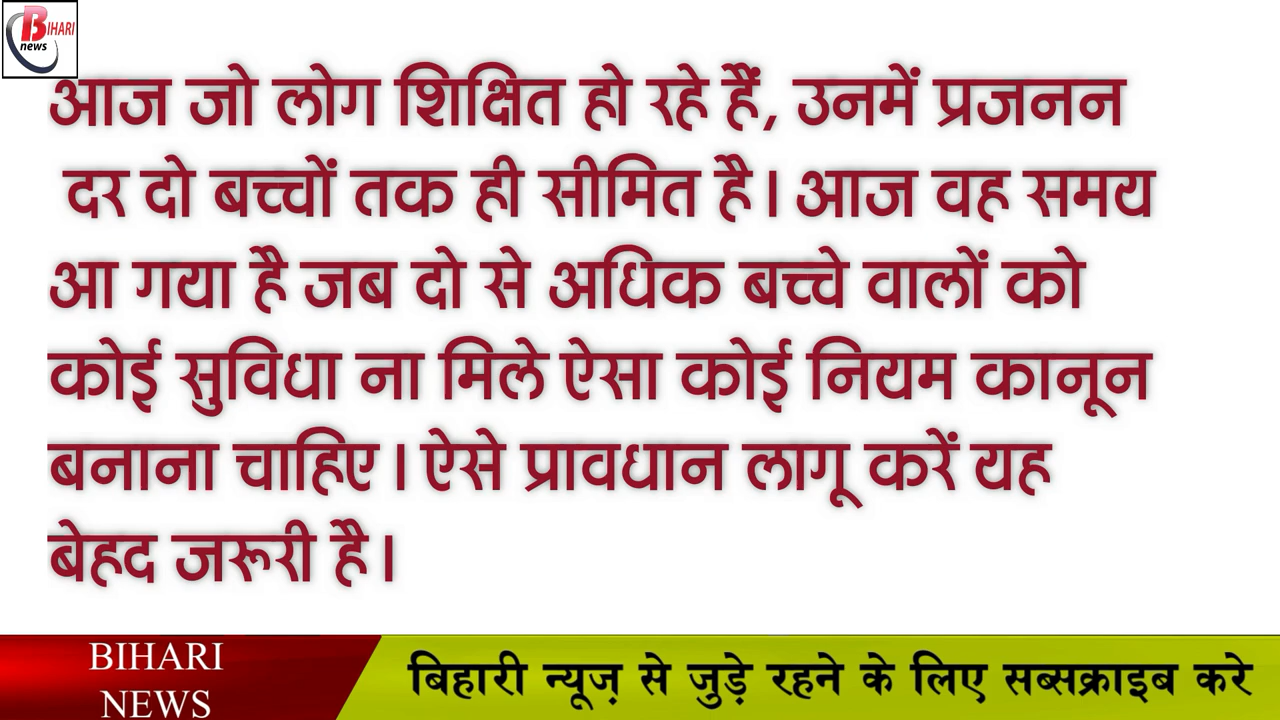 BIHARI
news
आज जो लोग शिक्षित हो रहे हैं, उनमें प्रजनन
दर दो बच्चों तक ही सीमित है। आज वह समय
आ गया है जब दो से अधिक बच्चे वालों को
कोई सुविधा ना मिले ऐसा कोई नियम कानून
बनाना चाहिए। ऐसे प्रावधान लागू करें यह
बेहद जरूरी है।
BIHARI
NEWS
बिहारी न्यूज़ से जुड़े रहने के लिए सब्सक्राइब करे